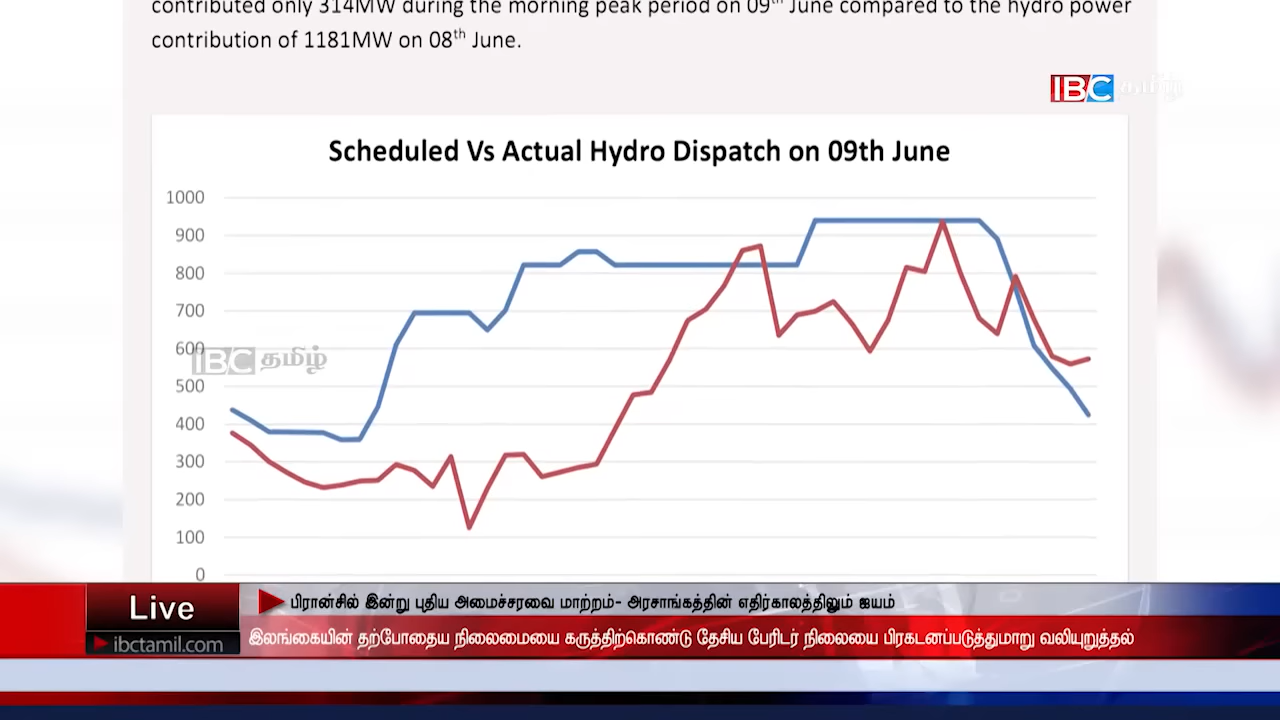 contributed only 314MW during the morning peak period on 09th June compared to the hydro power
contribution of 1181MW on 08th June.
IBC தமிழ்
Scheduled Vs Actual Hydro Dispatch on 09th June
1000
900
800
700
600
IBC தமிழ்
500
400
300
200
100
0
Live
பிரான்சில் இன்று புதிய அமைச்சரவை மாற்றம்- அரசாங்கத்தின் எதிர்காலத்திலும் ஐயம்
ibctamil.com
இலங்கையின் தற்போதைய நிலைமையை கருத்திற்கொண்டு தேசிய பேரிடர் நிலையை பிரகடனப்படுத்துமாறு வலியுறுத்தல்